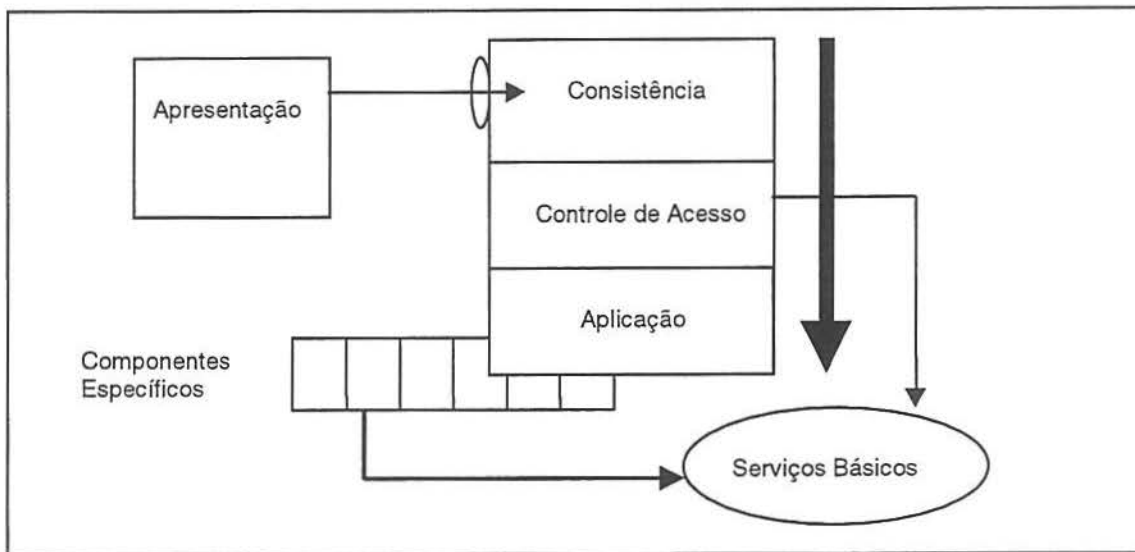 Apresentação
Consistência
Controle de Acesso
Aplicação
Componentes
Específicos
Serviços Básicos